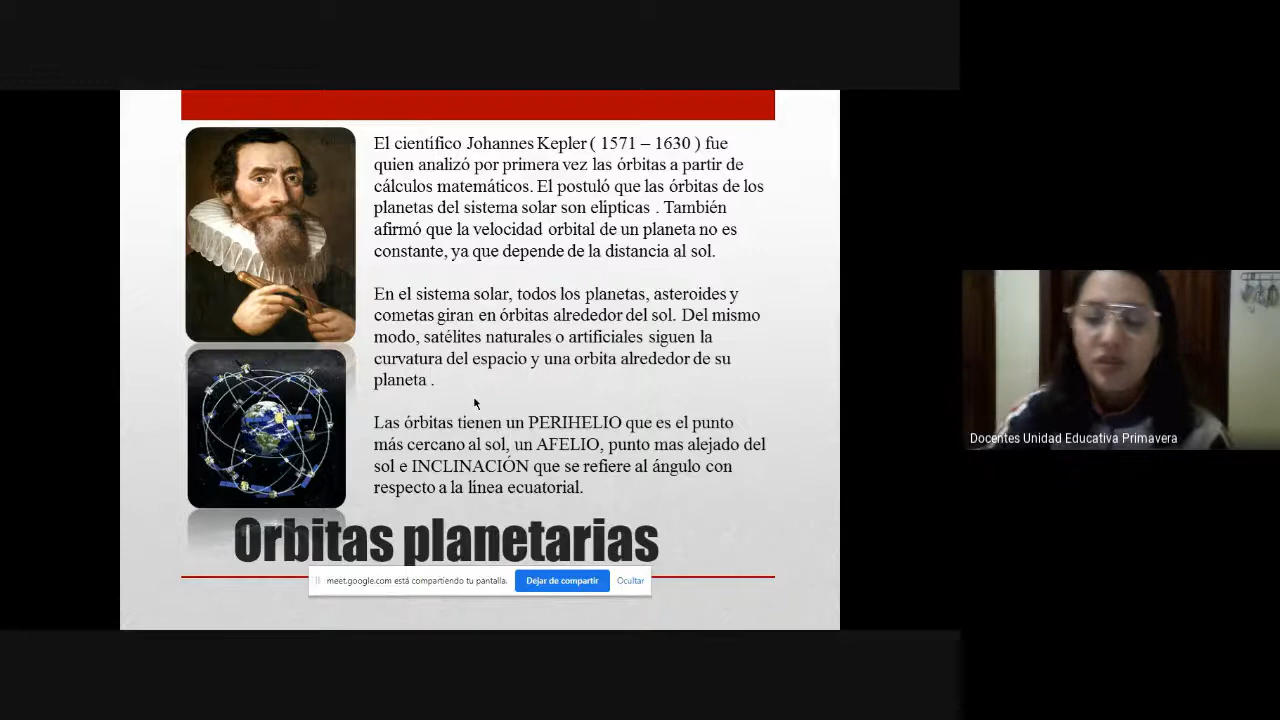 El científico Johannes Kepler ( 1571 – 1630 ) fue
quien analizó por primera vez las órbitas a partir de
cálculos matemáticos. El postuló que las órbitas de los
planetas del sistema solar son elípticas . También
afirmó que la velocidad orbital de un planeta no es
constante, ya que depende de la distancia al sol.
En el sistema solar, todos los planetas, asteroides y
cometas giran en órbitas alrededor del sol. Del mismo
modo, satélites naturales o artificiales siguen la
curvatura del espacio y una orbita alrededor de su
planeta .
Las órbitas tienen un PERIHELIO que es el punto
más cercano al sol, un AFELIO, punto mas alejado del
sol e INCLINACIÓN que se refiere al ángulo con
respecto a la línea ecuatorial.
Orbitas planetarias
meet.google.com está compartiendo tu pantalla.
Dejar de compartir
Ocultar
Docentes Unidad Educativa Primavera